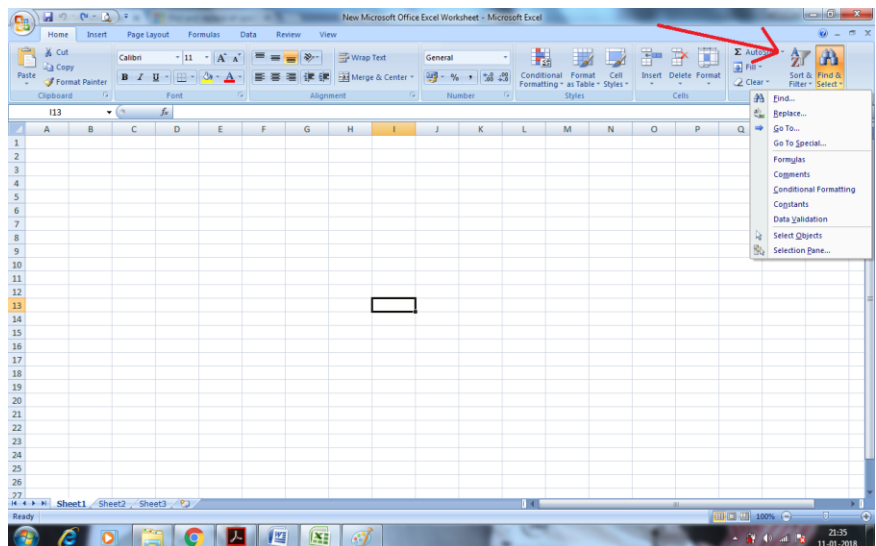 New Microsoft Office Excel Worksheet - Microsoft Excel
Home Insert Page Layout Formulas Data Review View
Paste
Cut
Copy
Format Painter
Clipboard
Calibri 11 A A
B I U A
Font
Wrap Text
Merge & Center
Alignment
General
%
Number
Conditional Formatting
Format as Table
Cell Styles
Styles
Insert Delete Format
Cells
Fill
Clear
Sort & Filter
Find & Select
Find...
Replace...
Go To...
Go To Special...
Formulas
Comments
Conditional Formatting
Constants
Data Validation
Select Objects
Selection Pane...
I13 fx
A B C D E F G H I J K L M N O P Q
1
2
3
4
5
6
7
8
9
10
11
12
13
14
15
16
17
18
19
20
21
22
23
24
25
26
27
Sheet1 Sheet2 Sheet3
Ready 100%
21:35
11-01-2018